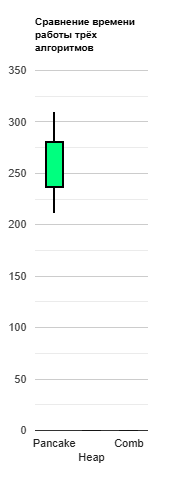 Сравнение времени
работы трёх
алгоритмов
350
300
250
200
150
100
50
0
Pancake
Comb
Heap